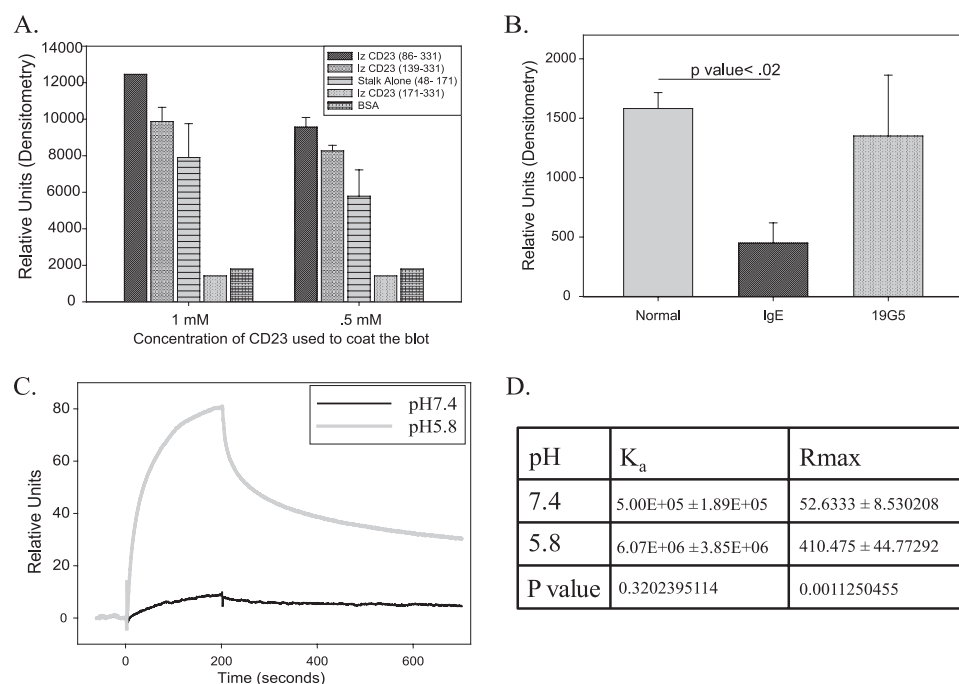 A.
14000
12000
10000
8000
6000
4000
2000
0
Relative Units (Densitometry)
Iz CD23 (86- 331)
Iz CD23 (139-331)
Stalk Alone (48- 171)
Iz CD23 (171-331)
BSA
1 mM
.5 mM
Concentration of CD23 used to coat the blot
B.
2000
1500
1000
500
0
Relative Units (Densitometry)
p value< .02
Normal
IgE
19G5
C.
80
60
40
20
0
Relative Units
pH7.4
pH5.8
0
200
400
600
Time (seconds)
D.
pH Ka Rmax
7.4 5.00E+05 ±1.89E+05 52.6333 ± 8.530208
5.8 6.07E+06 ±3.85E+06 410.475 ± 44.77292
P value 0.3202395114 0.0011250455